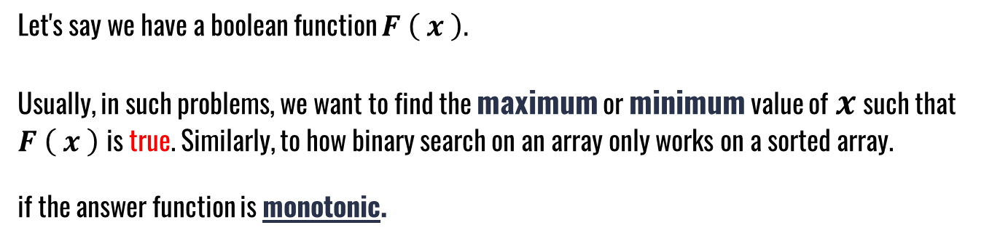 Let's say we have a boolean function F ( x ).
Usually, in such problems, we want to find the maximum or minimum value of x such that
F ( x ) is true. Similarly, to how binary search on an array only works on a sorted array.
if the answer function is monotonic.